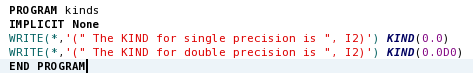 PROGRAM kinds
IMPLICIT None
WRITE(*,'(" The KIND for single precision is ", I2)') KIND(0.0)
WRITE(*,'(" The KIND for double precision is ", I2)') KIND(0.0D0)
END PROGRAM